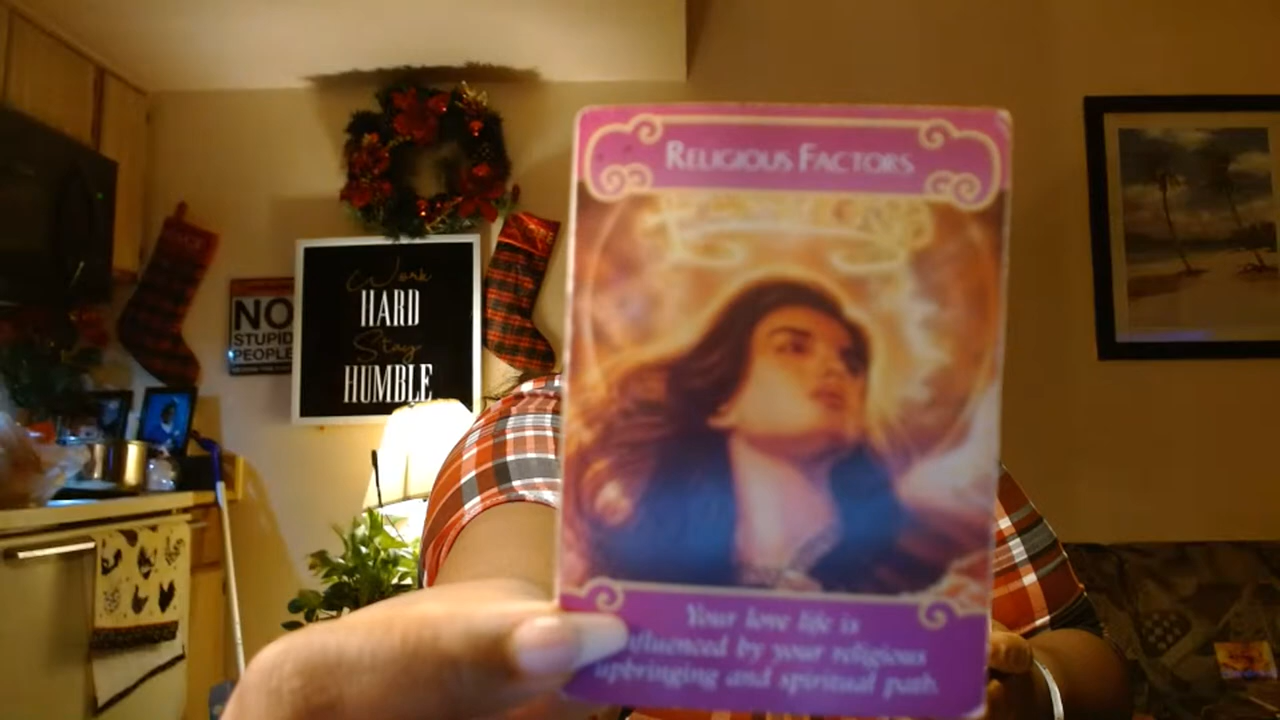 RELIGIOUS FACTORS
Your love life is
influenced by your religious
upbringing and spiritual path.
Work
HARD
Stay
HUMBLE
NO
STUPID
PEOPLE